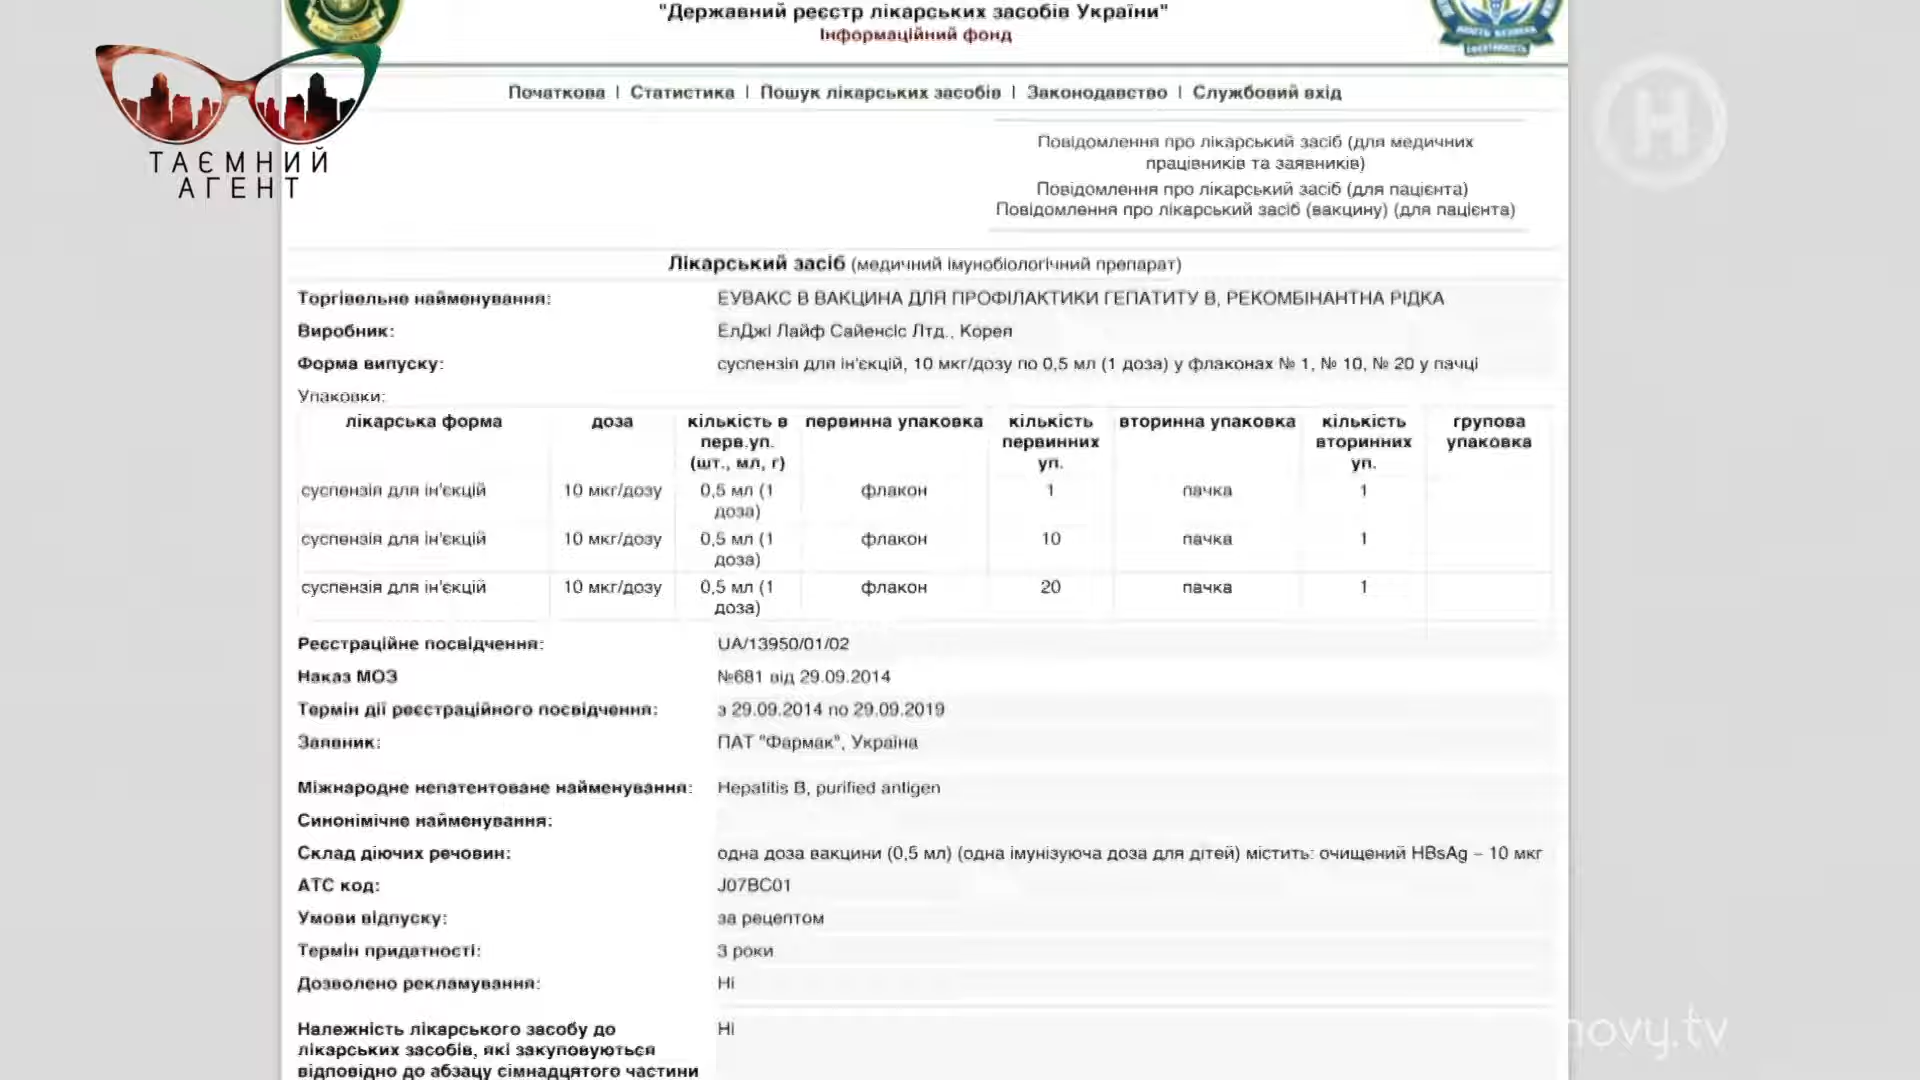 "Державний реєстр лікарських засобів України"
Інформаційний фонд
Початкова | Статистика | Пошук лікарських засобів | Законодавство | Службовий вхід
ТАЄМНИЙ
АГЕНТ
Н
Повідомлення про лікарський засіб (для медичних
працівників та заявників)
Повідомлення про лікарський засіб (для пацієнта)
Повідомлення про лікарський засіб (вакцину) (для пацієнта)
Лікарський засіб (медичний імунобіологічний препарат)
Торгівельне найменування: ЕУВАКС В ВАКЦИНА ДЛЯ ПРОФІЛАКТИКИ ГЕПАТИТУ В, РЕКОМБІНАНТНА РІДКА
Виробник: ЕлДжі Лайф Сайенсіс Лтд., Корея
Форма випуску: суспензія для ін'єкцій, 10 мкг/дозу по 0,5 мл (1 доза) у флаконах № 1, № 10, № 20 у пачці
Упаковки:
лікарська форма доза кількість в первинна упаковка кількість вторинна упаковка кількість групова
перв.уп. первинних вторинних упаковка
(шт., мл, г) уп. уп.
суспензія для ін'єкцій 10 мкг/дозу 0,5 мл (1 флакон 1 пачка 1
доза)
суспензія для ін'єкцій 10 мкг/дозу 0,5 мл (1 флакон 10 пачка 1
доза)
суспензія для ін'єкцій 10 мкг/дозу 0,5 мл (1 флакон 20 пачка 1
доза)
Реєстраційне посвідчення: UA/13950/01/02
Наказ МОЗ №681 від 29.09.2014
Термін дії реєстраційного посвідчення: з 29.09.2014 по 29.09.2019
Заявник: ПАТ "Фармак", Україна
Міжнародне непатентоване найменування: Hepatitis B, purified antigen
Синонімічне найменування:
Склад діючих речовин: одна доза вакцини (0,5 мл) (одна імунізуюча доза для дітей) містить: очищений HBsAg – 10 мкг
АТС код: J07BC01
Умови відпуску: за рецептом
Термін придатності: 3 роки
Дозволено рекламування: Ні
Належність лікарського засобу до Ні
лікарських засобів, які закуповуються
відповідно до абзацу сімнадцятого частини
novy.tv